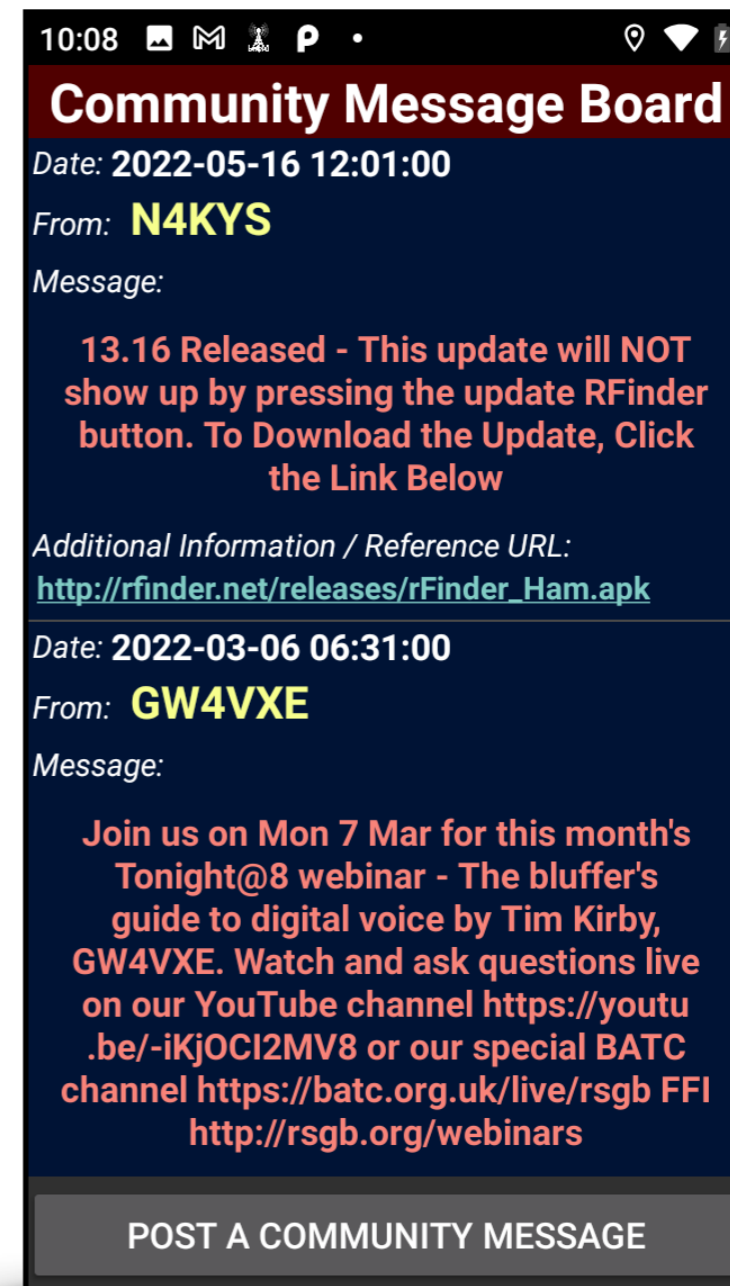 10:08
Community Message Board
Date: 2022-05-16 12:01:00
From: N4KYS
Message:
13.16 Released - This update will NOT
show up by pressing the update RFinder
button. To Download the Update, Click
the Link Below
Additional Information / Reference URL:
http://rfinder.net/releases/rFinder_Ham.apk
Date: 2022-03-06 06:31:00
From: GW4VXE
Message:
Join us on Mon 7 Mar for this month's
Tonight@8 webinar - The bluffer's
guide to digital voice by Tim Kirby,
GW4VXE. Watch and ask questions live
on our YouTube channel https://youtu
.be/-iKjOCI2MV8 or our special BATC
channel https://batc.org.uk/live/rsgb FFI
http://rsgb.org/webinars
POST A COMMUNITY MESSAGE